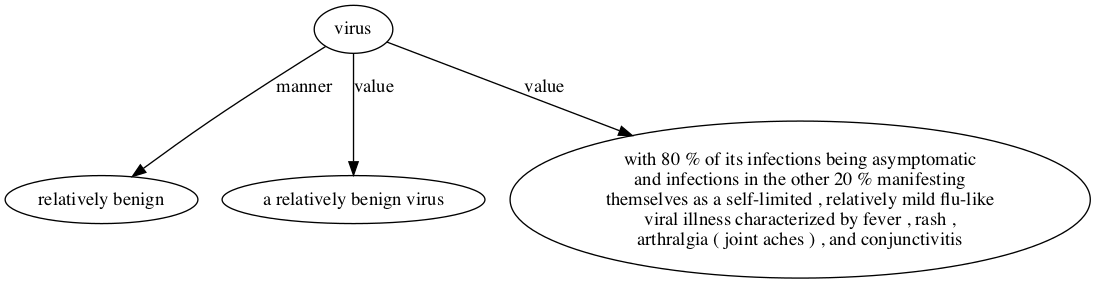 virus
manner
value
value
relatively benign
a relatively benign virus
with 80 % of its infections being asymptomatic
and infections in the other 20 % manifesting
themselves as a self-limited , relatively mild flu-like
viral illness characterized by fever , rash ,
arthralgia ( joint aches ) , and conjunctivitis